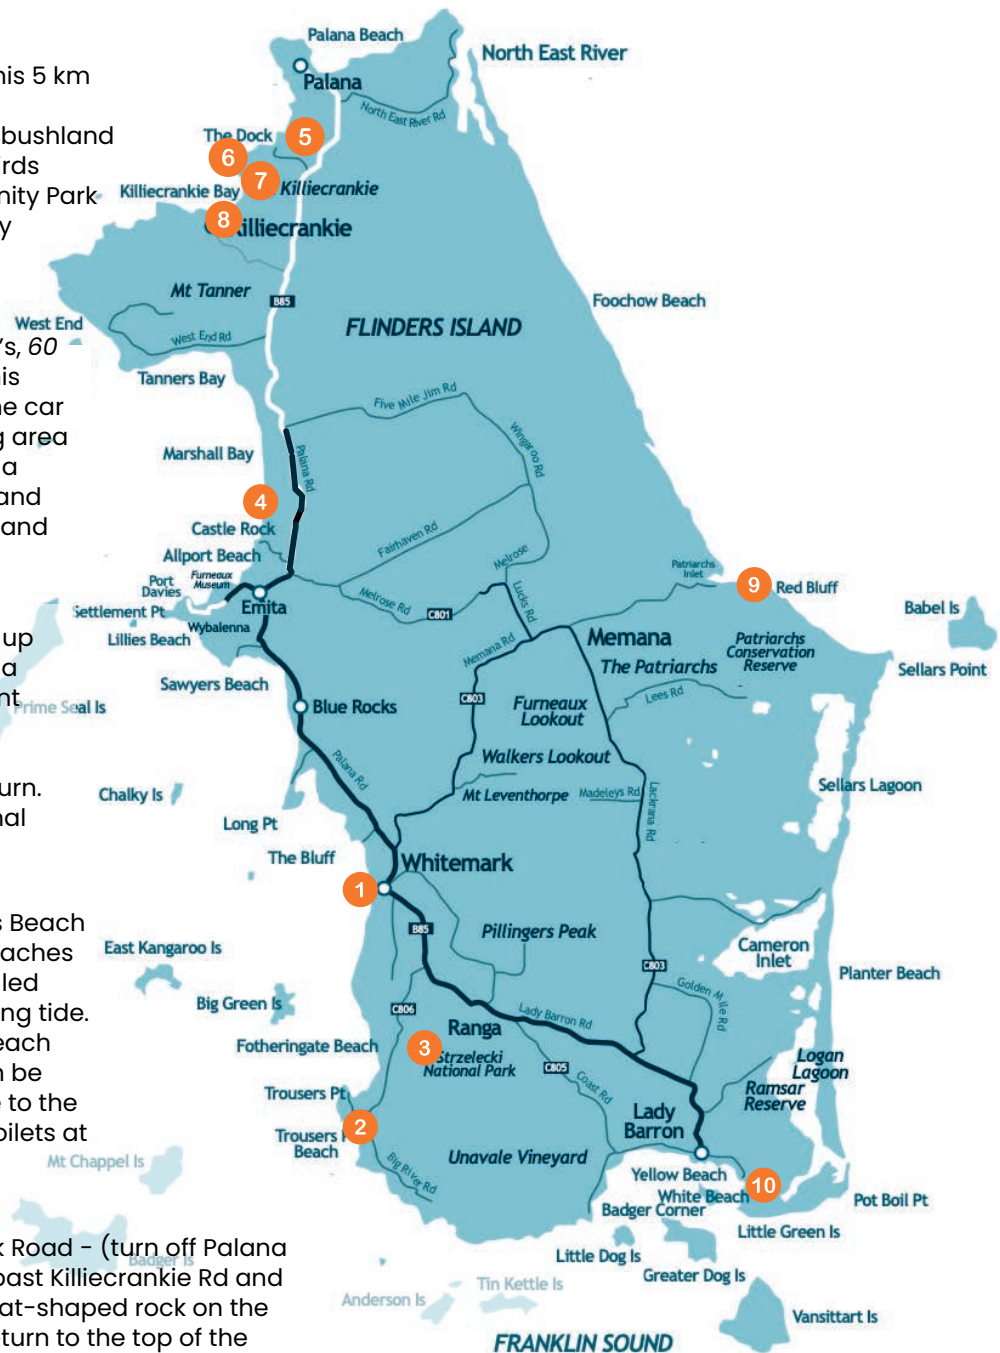 his 5 km
bushland
irds
nity Park
y
's, 60
his
he car
g area
a
and
and
up
a
nt
urn.
nal
s Beach
aches
led
ng tide.
each
n be
e to the
oilets at
k Road - (turn off Palana
past Killiecrankie Rd and
at-shaped rock on the
eturn to the top of the
Palana Beach
North East River
Palana
North East River Rd
The Dock
5
6
7
Killiecrankie Bay
Killiecrankie
8
Killiecrankie
Mt Tanner
B85
Foochow Beach
West End
FLINDERS ISLAND
West End Rd
Tanners Bay
Five Mile Jim Rd
Wingaroo Rd
Marshall Bay
Palana Rd
4
Castle Rock
Fairhaven Rd
Allport Beach
Melrose
Patriarchs
Inlet
Furneaux
Museum
Port
Davies
9
Red Bluff
Emita
Melrose Rd
C801
Lucks Rd
Settlement Pt
Babel Is
Wybalenna
Lillies Beach
Memana
Memana Rd
Patriarchs
Conservation
Reserve
The Patriarchs
Sellars Point
Sawyers Beach
Lees Rd
C803
Prime Seal Is
Blue Rocks
Furneaux
Lookout
Walkers Lookout
Palana Rd
Sellars Lagoon
Chalky Is
Mt Leventhorpe
Madeleys Rd
Lackrana Rd
Long Pt
The Bluff
Whitemark
1
B85
Pillingers Peak
East Kangaroo Is
Cameron
Inlet
C803
Planter Beach
Golden Mile Rd
Big Green Is
C806
Lady Barron Rd
Ranga
Fotheringate Beach
3
Strzelecki
National Park
C805
Logan
Lagoon
Ramsar
Reserve
Coast Rd
Trousers Pt
2
Trousers P
Beach
Lady
Barron
Unavale Vineyard
Mt Chappel Is
Big River Rd
Yellow Beach
10
White Beach
Pot Boil Pt
Badger Corner
Little Green Is
Badger Is
Little Dog Is
Greater Dog Is
Tin Kettle Is
Anderson Is
Vansittart Is
FRANKLIN SOUND